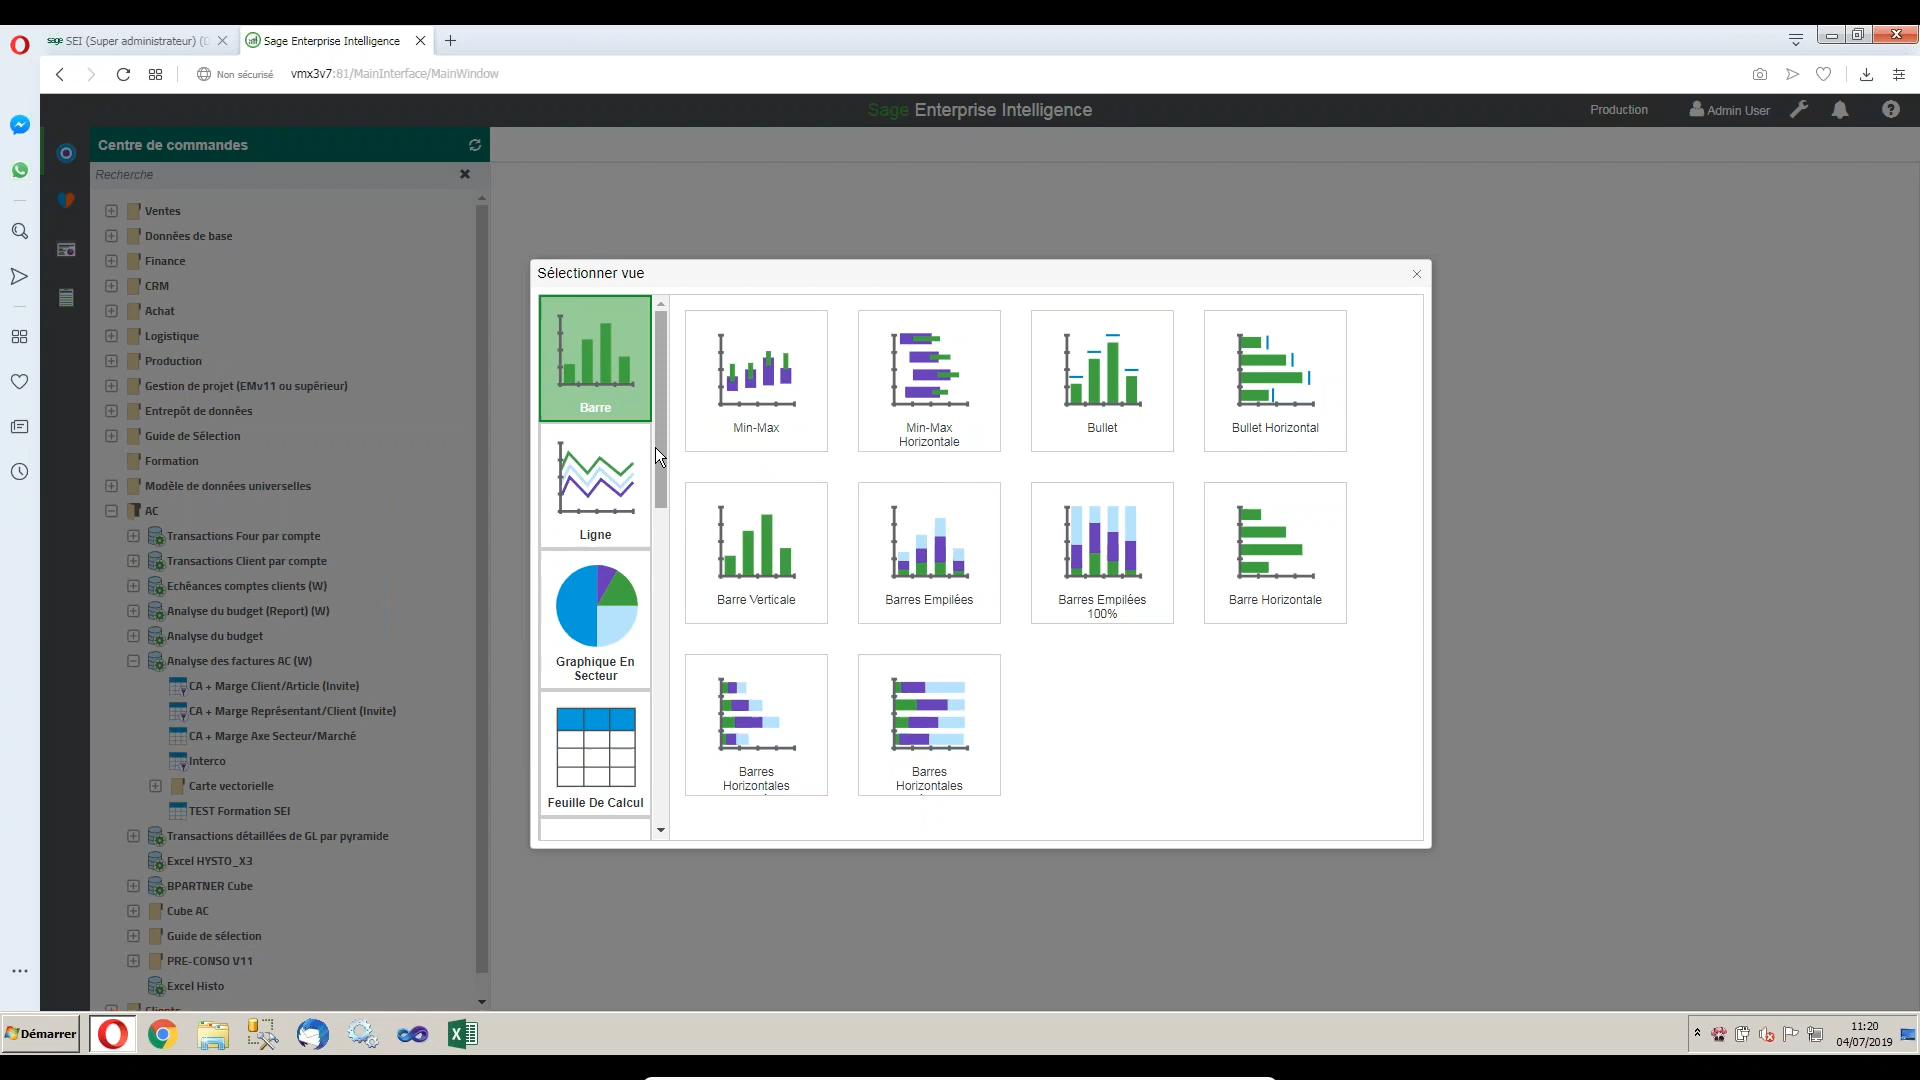 sage SEI (Super administrateur) (
Sage Enterprise Intelligence
Non sécurisé
vmx3v7:81/MainInterface/MainWindow
Sage Enterprise Intelligence
Production
Admin User
Centre de commandes
Recherche
Ventes
Données de base
Finance
CRM
Achat
Logistique
Production
Gestion de projet (EMv11 ou supérieur)
Entrepôt de données
Guide de Sélection
Formation
Modèle de données universelles
AC
Transactions Four par compte
Transactions Client par compte
Echéances comptes clients (W)
Analyse du budget (Report) (W)
Analyse du budget
Analyse des factures AC (W)
CA + Marge Client/Article (Invite)
CA + Marge Représentant/Client (Invite)
CA + Marge Axe Secteur/Marché
Interco
Carte vectorielle
TEST Formation SEI
Transactions détaillées de GL par pyramide
Excel HYSTO_X3
BPARTNER Cube
Cube AC
Guide de sélection
PRE-CONSO V11
Excel Histo
Sélectionner vue
Barre
Ligne
Graphique En
Secteur
Feuille De Calcul
Min-Max
Min-Max
Horizontale
Bullet
Bullet Horizontal
Barre Verticale
Barres Empilées
Barres Empilées
100%
Barre Horizontale
Barres
Horizontales
Barres
Horizontales
Démarrer
11:20
04/07/2019